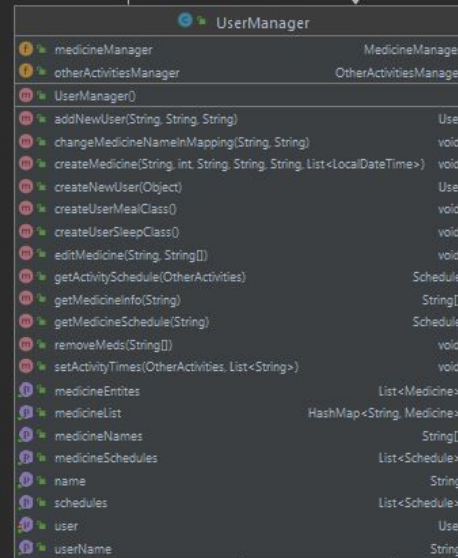 UserManager
medicineManager MedicineManage
otherActivitiesManager OtherActivitiesManage
UserManager()
addNewUser(String, String, String) Use
changeMedicineNameInMapping(String, String) void
createMedicine(String, int, String, String, String, List<LocalDateTime>) void
createNewUser(Object) Use
createUserMealClass() void
createUserSleepClass() void
editMedicine(String, String[]) void
getActivitySchedule(OtherActivities) Schedule
getMedicineInfo(String) String[
getMedicineSchedule(String) Schedule
removeMeds(String[]) void
setActivityTimes(OtherActivities, List<String>) void
medicineEntites List<Medicine>
medicineList HashMap<String, Medicine>
medicineNames String[
medicineSchedules List<Schedule>
name String
schedules List<Schedule>
user Use
userName String